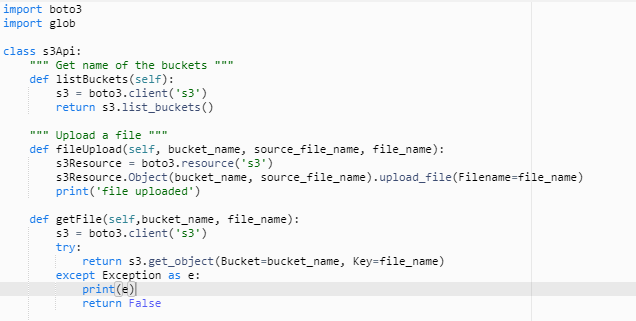 import boto3
import glob

class s3Api:
    """ Get name of the buckets """
    def listBuckets(self):
        s3 = boto3.client('s3')
        return s3.list_buckets()

    """ Upload a file """
    def fileUpload(self, bucket_name, source_file_name, file_name):
        s3Resource = boto3.resource('s3')
        s3Resource.Object(bucket_name, source_file_name).upload_file(Filename=file_name)
        print('file uploaded')

    def getFile(self,bucket_name, file_name):
        s3 = boto3.client('s3')
        try:
            return s3.get_object(Bucket=bucket_name, Key=file_name)
        except Exception as e:
            print(e)
            return False